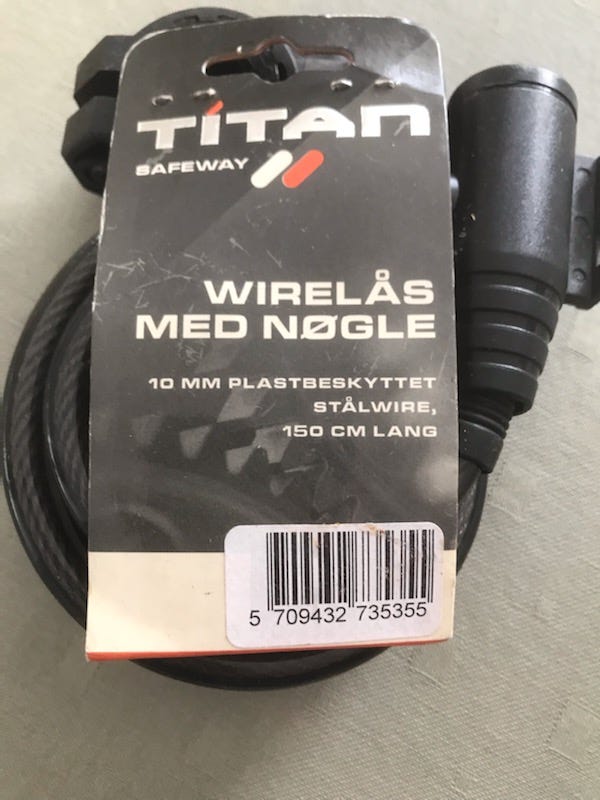 TITAN
SAFEWAY
WIRELÅS
MED NØGLE
10 MM PLASTBESKYTTET
STÅLWIRE,
150 CM LANG
5 709432 735355